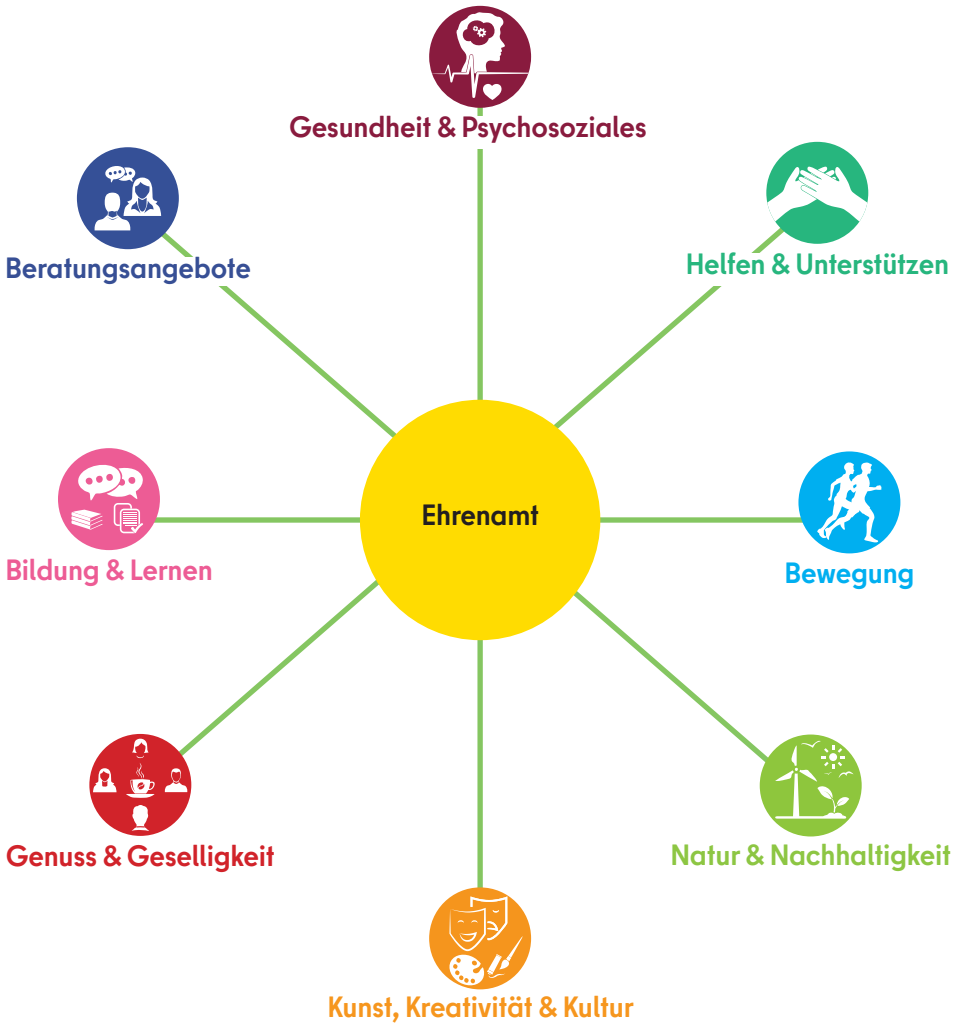 Gesundheit & Psychosoziales
Beratungsangebote
Helfen & Unterstützen
Ehrenamt
Bildung & Lernen
Bewegung
Genuss & Geselligkeit
Natur & Nachhaltigkeit
Kunst, Kreativität & Kultur